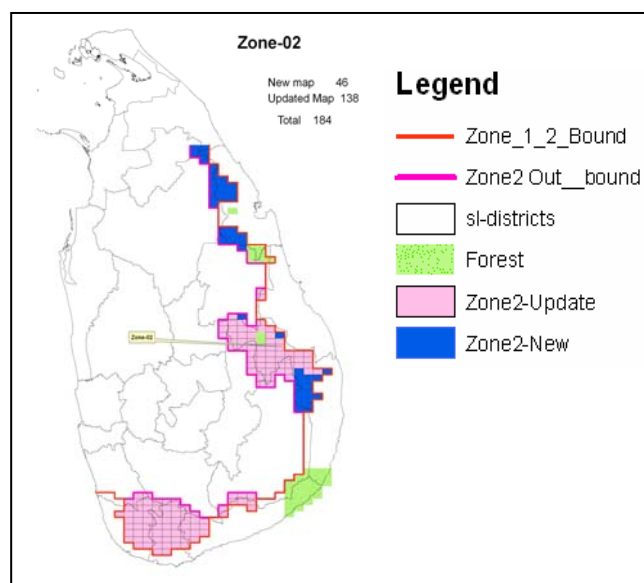 Zone-02
New map 46
Updated Map 138
Total 184
Zone-02
Legend
Zone_1_2_Bound
Zone2 Out__bound
sl-districts
Forest
Zone2-Update
Zone2-New